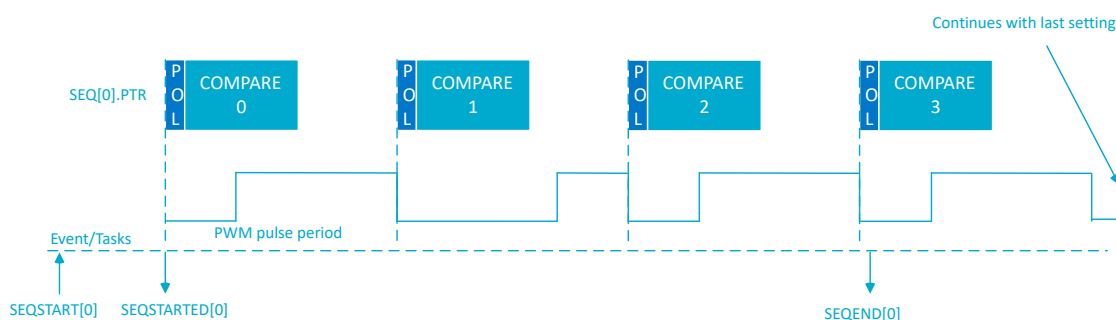 Continues with last setting
SEQ[0].PTR
P
O
L
COMPARE
0
P
O
L
COMPARE
1
P
O
L
COMPARE
2
P
O
L
COMPARE
3
Event/Tasks
PWM pulse period
SEQSTART[0]
SEQSTARTED[0]
SEQEND[0]